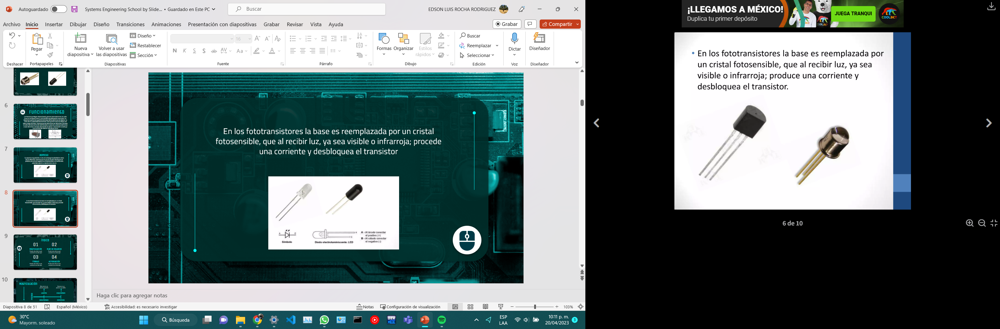 Autoguardado
Systems Engineering School by Slide... • Guardado en Este PC
Buscar
EDSON LUIS ROCHA RODRIGUEZ
Archivo Inicio Insertar Dibujar Diseño Transiciones Animaciones Presentación con diapositivas Grabar Revisar Vista Ayuda
Grabar
Compartir
Pegar
Nueva diapositiva
Volver a usar las diapositivas
Diseño
Restablecer
Sección
16
N K S S ab AV Aa A
Formas
Organizar
Estilos rápidos
Buscar
Reemplazar
Seleccionar
Dictar
Diseñador
Deshacer Portapapeles Diapositivas Fuente Párrafo Dibujo Edición Voz Diseñador
6
Funcionamiento
7
aspecto
8
9
Índice
01 02
03 04
10
Matriculación
En los fototransistores la base es reemplazada por un cristal
fotosensible, que al recibir luz, ya sea visible o infrarroja; procede
una corriente y desbloquea el transistor
A C
Símbolo
A
C
Diodo electroluminiscente. LED
A - Al ánodo conectar
el positivo (+)
B - Al cátodo conectar
el negativo (-)
Haga clic para agregar notas
Diapositiva 8 de 51
Español (México)
Accesibilidad: es necesario investigar
Notas
Configuración de visualización
103%
30°C
Mayorm. soleado
Búsqueda
DEV
ESP
LAA
10:11 p. m.
20/04/2023
3
¡LLEGAMOS A MÉXICO!
Duplica tu primer depósito
JUEGA TRANQUI
COOLBET
• En los fototransistores la base es reemplazada por
un cristal fotosensible, que al recibir luz, ya sea
visible o infrarroja; produce una corriente y
desbloquea el transistor.
6 de 10